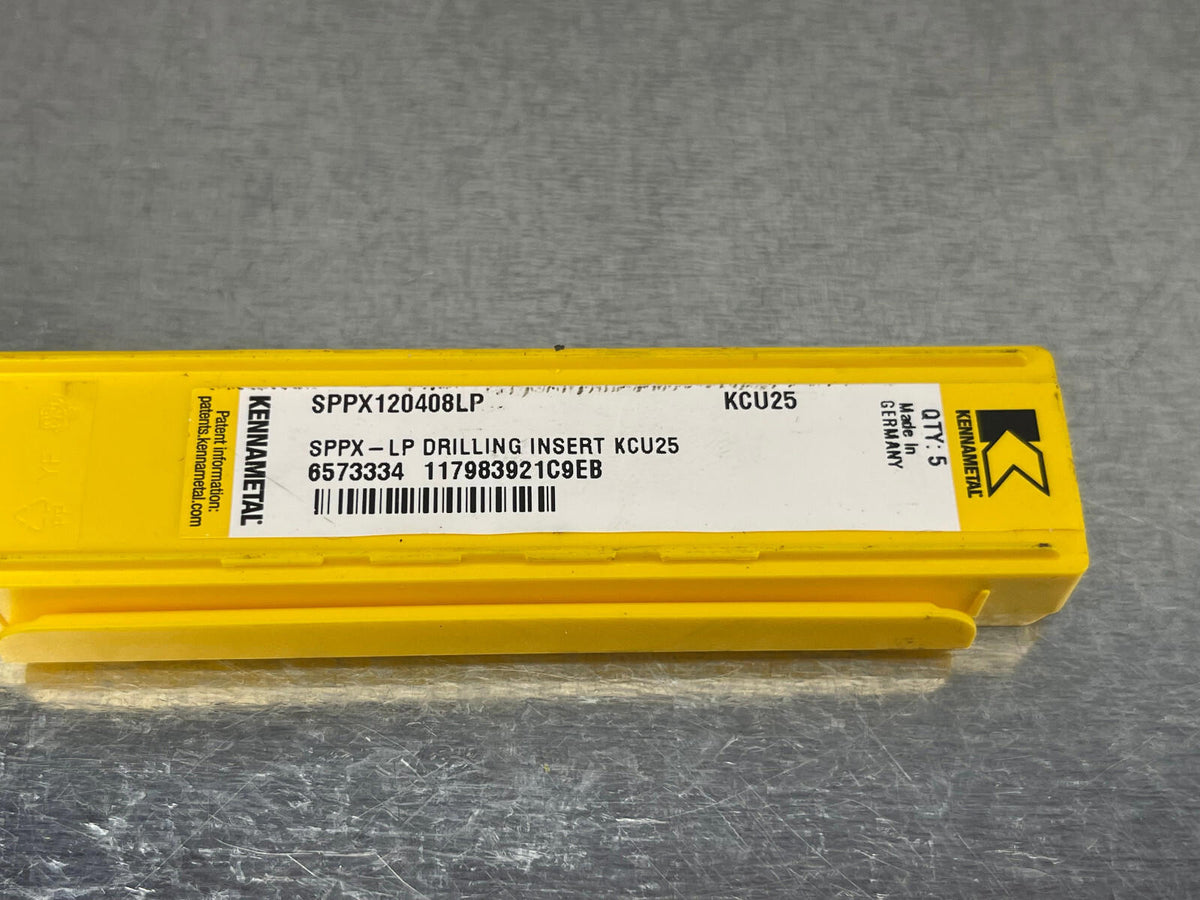 SPPX120408LP KCU25
SPPX-LP DRILLING INSERT KCU25
6573334 117983921C9EB
KENNAMETAL
Patent information:
patents.kennametal.com
QTY: 5
Made In
GERMANY
KENNAMETAL